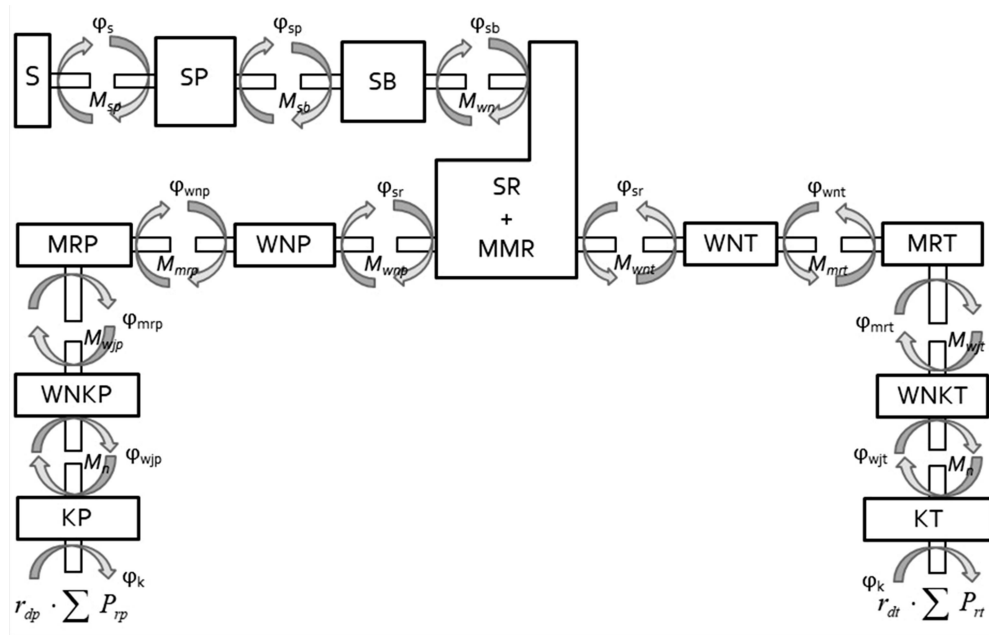 φs φsp φsb
S SP SB
Msp Msb Mwn
φwnp φsr SR φsr φwnt
+
MRP WNP MMR WNT MRT
Mmrp Mwnp Mwnt Mmrt
φmrp φmrt
Mwjp Mwjt
WNKP WNKT
φwjp φwjt
Mn Mn
KP KT
φk φk
rdp · ∑ Prp rdt · ∑ Prt